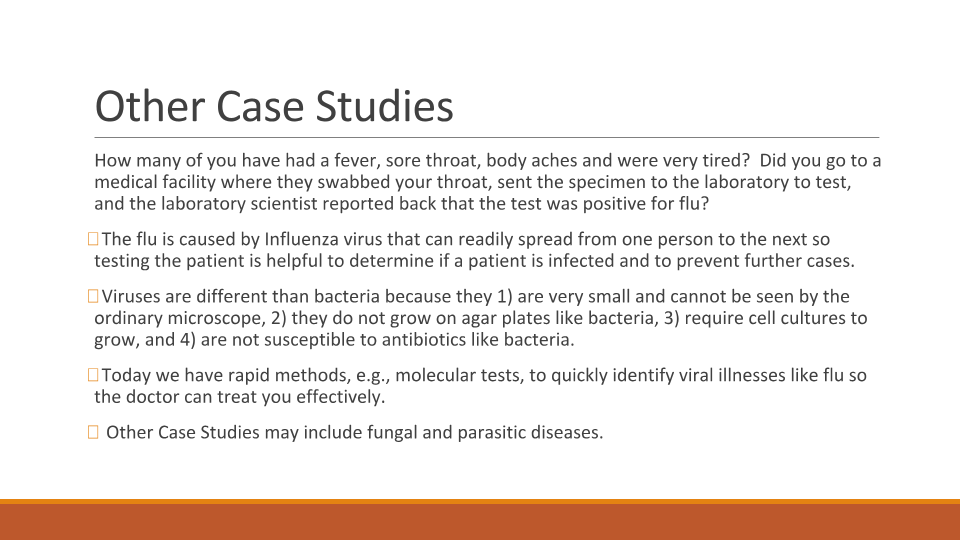 Other Case Studies
How many of you have had a fever, sore throat, body aches and were very tired?  Did you go to a
medical facility where they swabbed your throat, sent the specimen to the laboratory to test,
and the laboratory scientist reported back that the test was positive for flu?
The flu is caused by Influenza virus that can readily spread from one person to the next so
testing the patient is helpful to determine if a patient is infected and to prevent further cases.
Viruses are different than bacteria because they 1) are very small and cannot be seen by the
ordinary microscope, 2) they do not grow on agar plates like bacteria, 3) require cell cultures to
grow, and 4) are not susceptible to antibiotics like bacteria.
Today we have rapid methods, e.g., molecular tests, to quickly identify viral illnesses like flu so
the doctor can treat you effectively.
Other Case Studies may include fungal and parasitic diseases.